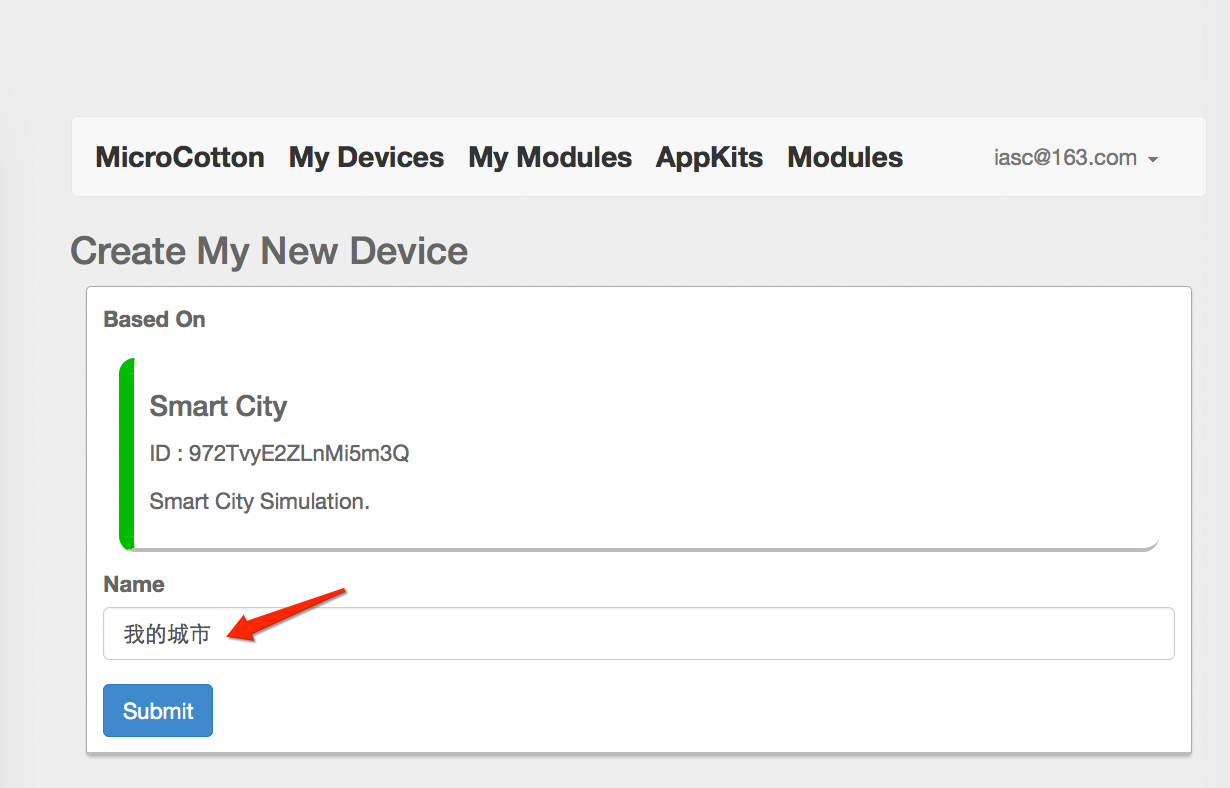 MicroCotton My Devices My Modules AppKits Modules iasc@163.com
Create My New Device
Based On
Smart City
ID : 972TvyE2ZLnMi5m3Q
Smart City Simulation.
Name
我的城市
Submit